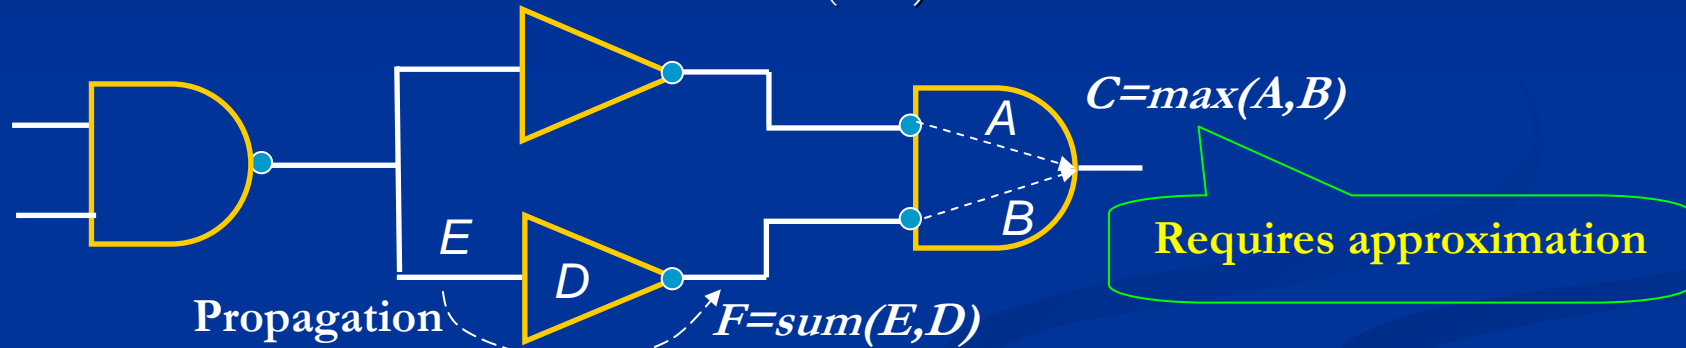 C=max(A,B)
A
B
E
D
Requires approximation
Propagation
F=sum(E,D)